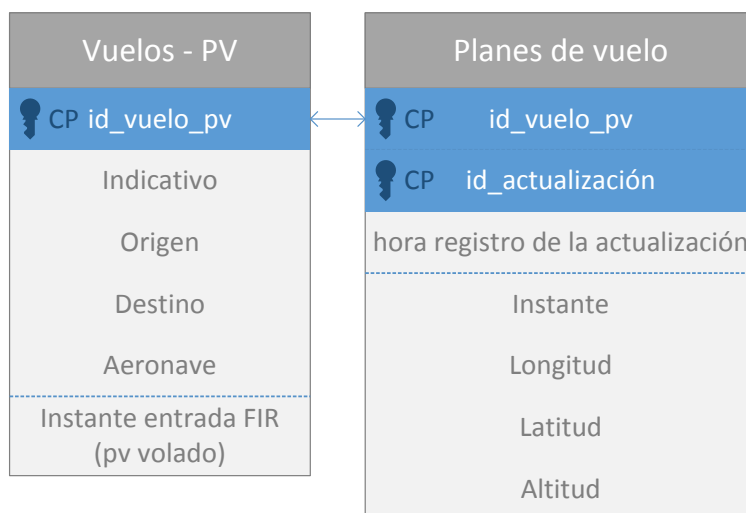 Vuelos - PV
CP id_vuelo_pv
Indicativo
Origen
Destino
Aeronave
Instante entrada FIR
(pv volado)
Planes de vuelo
CP id_vuelo_pv
CP id_actualización
hora registro de la actualización
Instante
Longitud
Latitud
Altitud